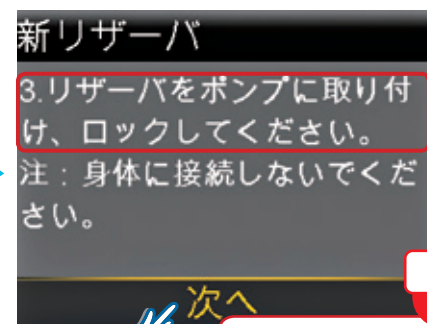 新リザーバ
3.リザーバをポンプに取り付
け、ロックしてください。
注：身体に接続しないでくだ
さい。
次へ